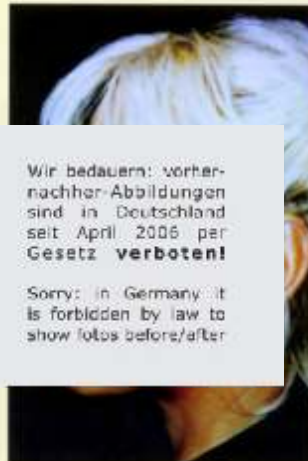 Wir bedauern: vorher-
nachher-Abbildungen
sind in Deutschland
seit April 2006 per
Gesetz verboten!
Sorry: in Germany it
is forbidden by law to
show fotos before/after